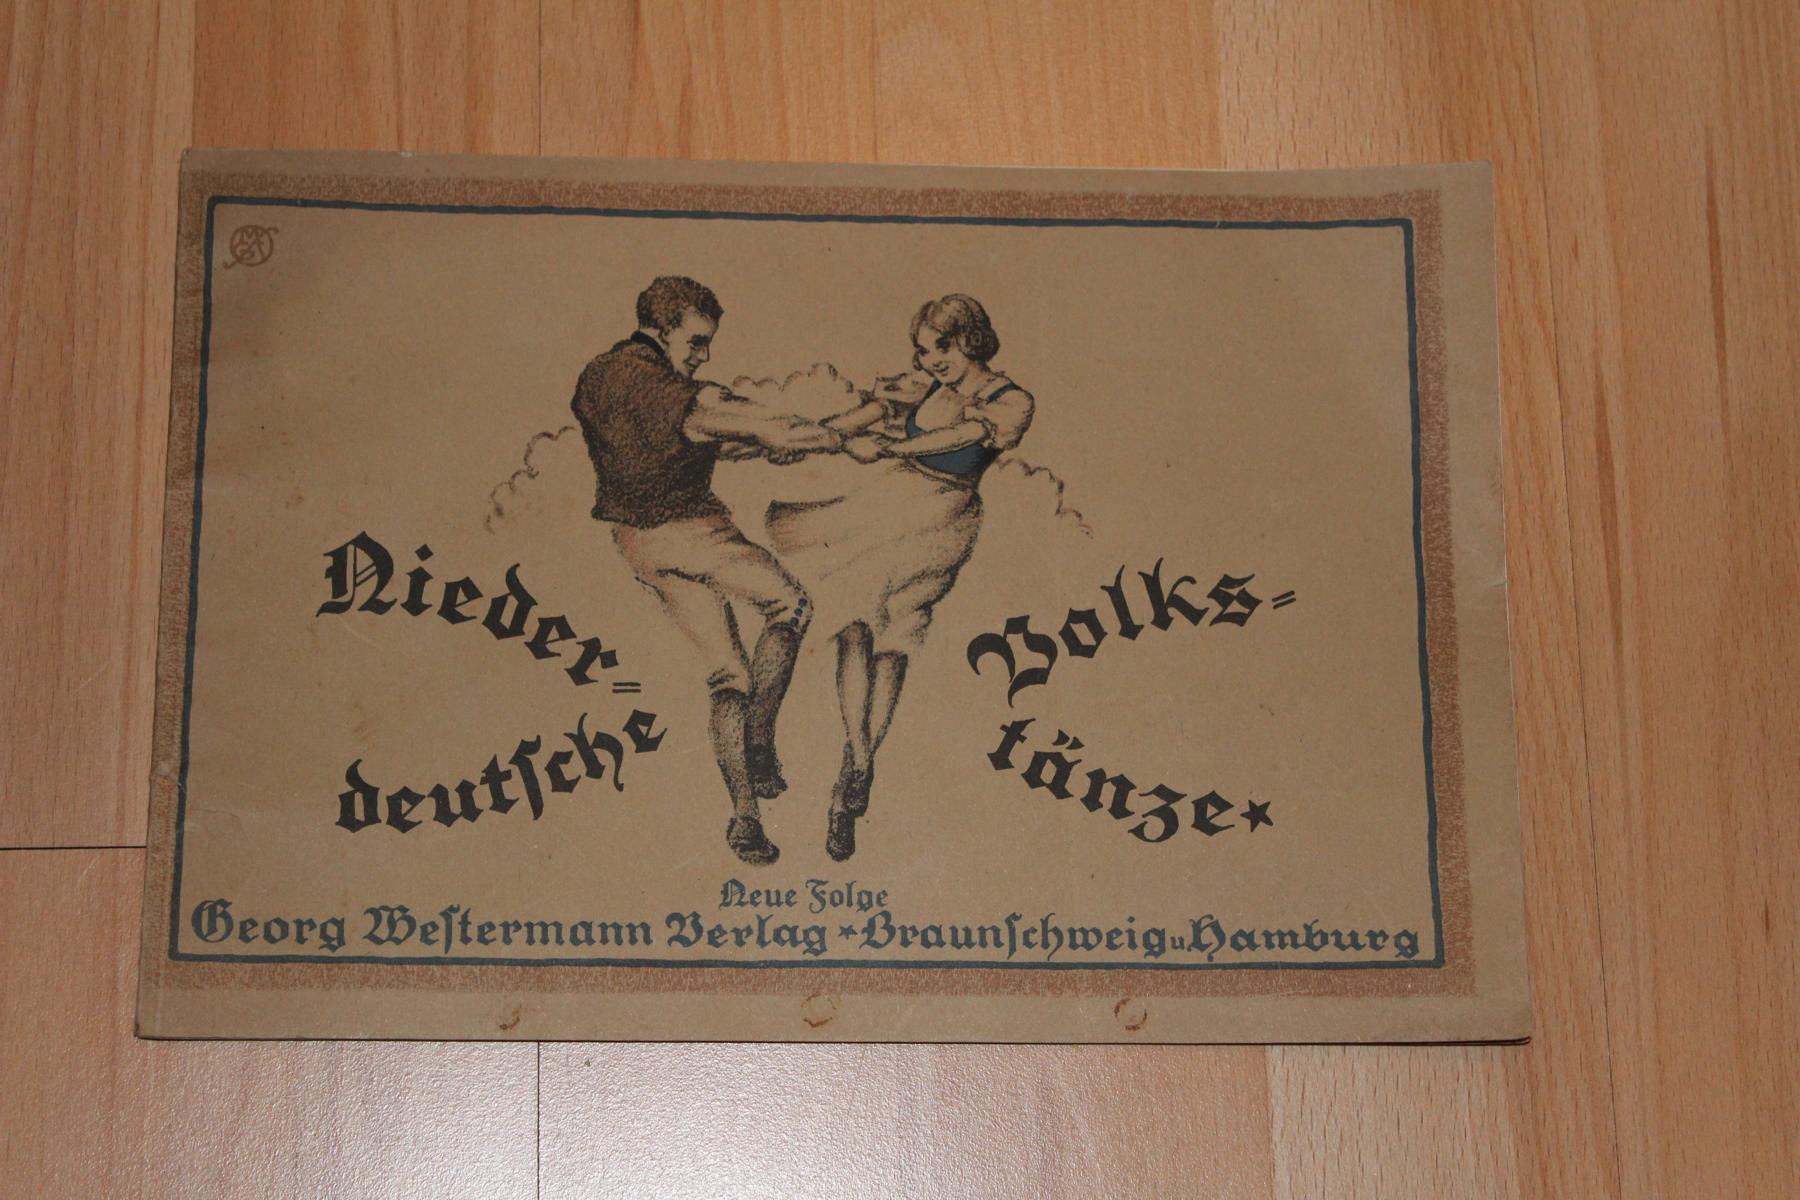 Nieder=
deutsche
Volks=
tänze*
Neue Folge
Georg Westermann Verlag * Braunschweig u. Hamburg